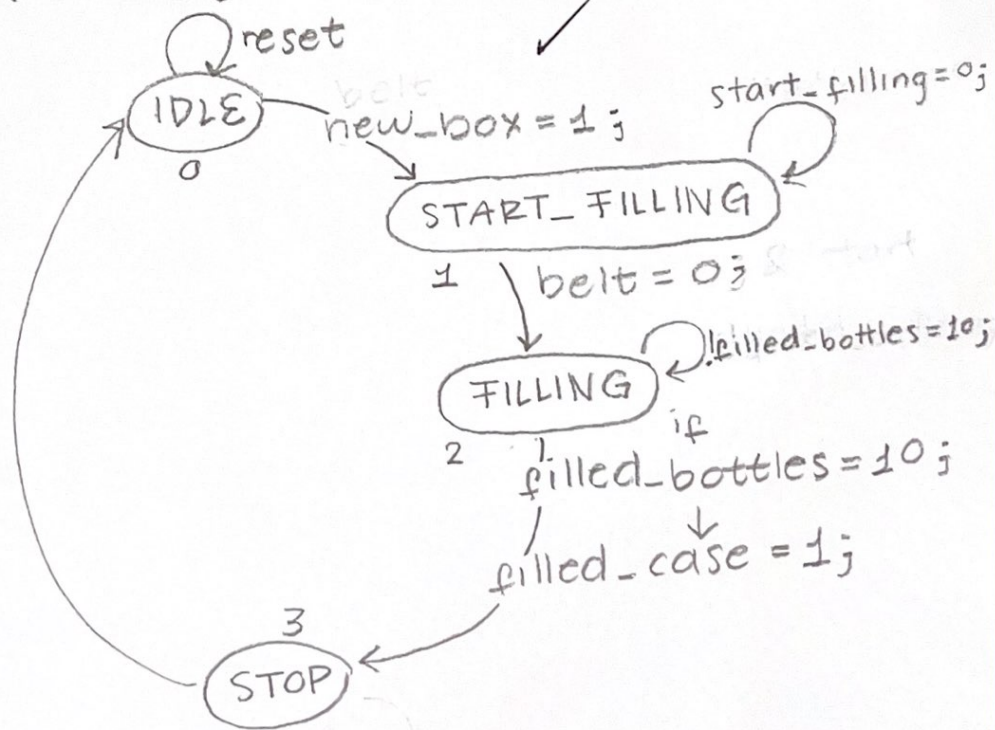 reset
IDLE
0
new_box = 1;
start_filling=0;
START_FILLING
1
belt = 0;
FILLING
!filled_bottles=10;
2
if
filled_bottles=10;
filled_case = 1;
3
STOP